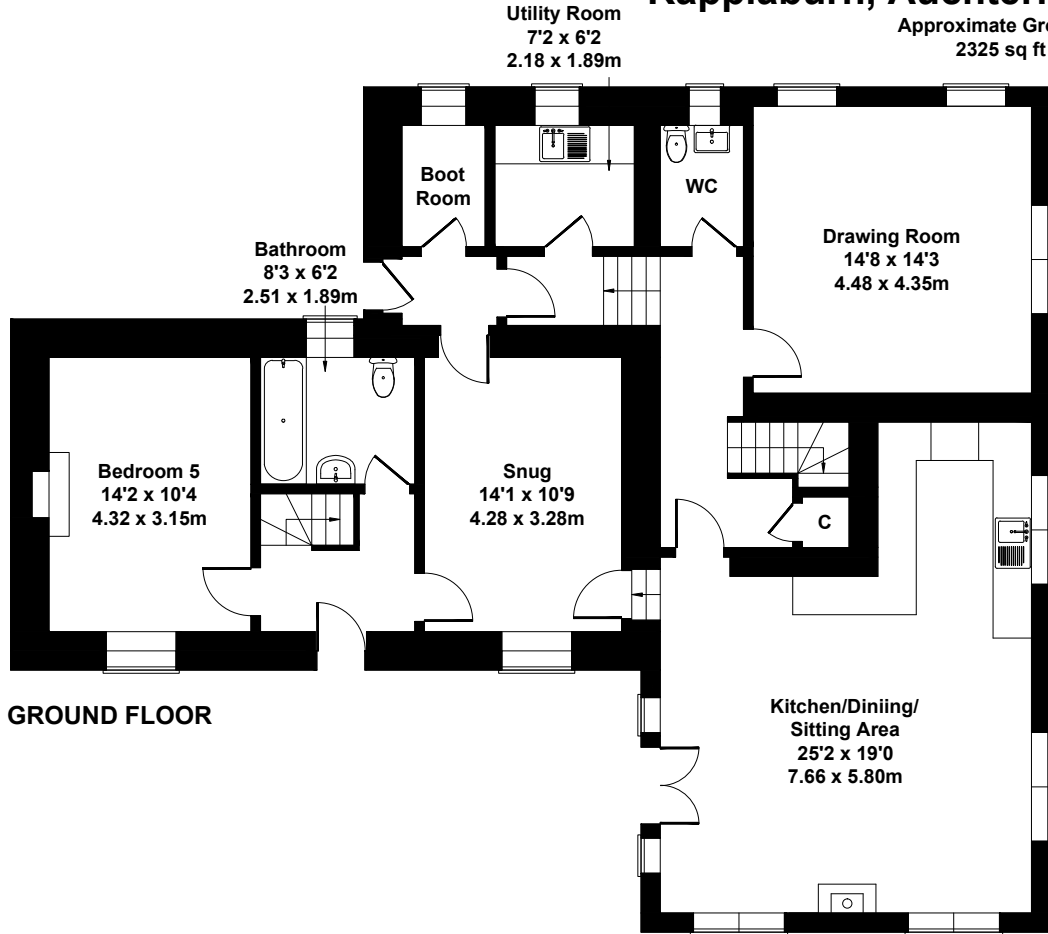 Utility Room
7'2 x 6'2
2.18 x 1.89m
2325 sq ft
Boot
Room
WC
Drawing Room
14'8 x 14'3
4.48 x 4.35m
Bathroom
8'3 x 6'2
2.51 x 1.89m
Bedroom 5
14'2 x 10'4
4.32 x 3.15m
Snug
14'1 x 10'9
4.28 x 3.28m
C
GROUND FLOOR
Kitchen/Diniing/
Sitting Area
25'2 x 19'0
7.66 x 5.80m
Approximate